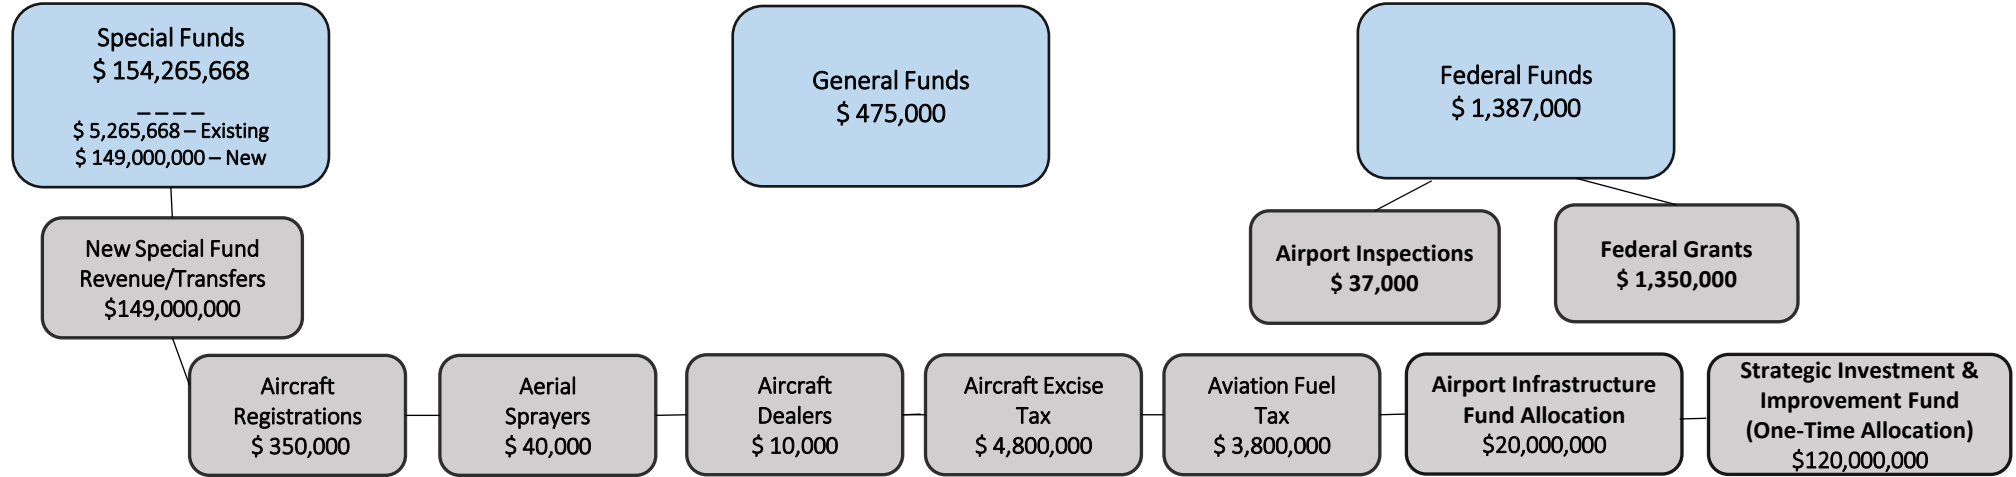 Special Funds
$ 154,265,668
_ _ _ _
$ 5,265,668 – Existing
$ 149,000,000 – New
General Funds
$ 475,000
Federal Funds
$ 1,387,000
New Special Fund
Revenue/Transfers
$149,000,000
Airport Inspections
$ 37,000
Federal Grants
$ 1,350,000
Aircraft
Registrations
$ 350,000
Aerial
Sprayers
$ 40,000
Aircraft
Dealers
$ 10,000
Aircraft Excise
Tax
$ 4,800,000
Aviation Fuel
Tax
$ 3,800,000
Airport Infrastructure
Fund Allocation
$20,000,000
Strategic Investment &
Improvement Fund
(One-Time Allocation)
$120,000,000